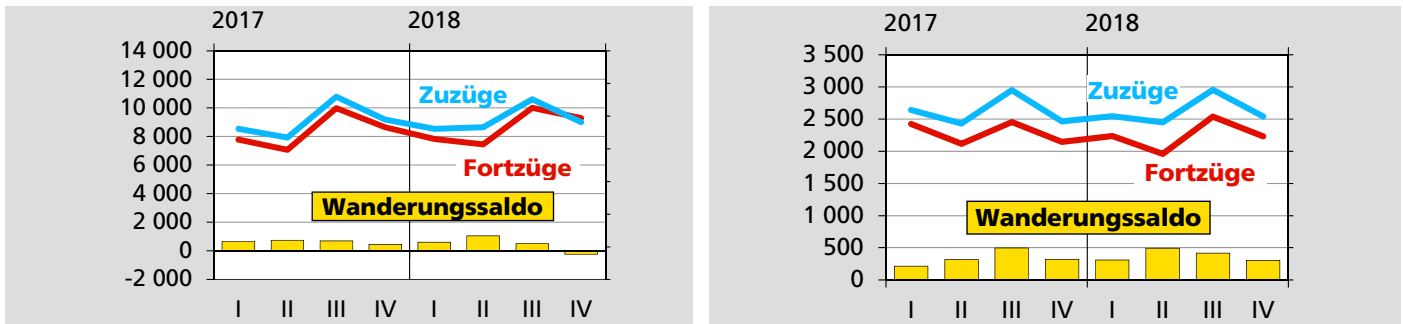 2017 2018
14 000
12 000
10 000
8 000
6 000
4 000
2 000
0
-2 000
Zuzüge
Fortzüge
Wanderungssaldo
I II III IV I II III IV
2017 2018
3 500
3 000
2 500
2 000
1 500
1 000
500
0
Zuzüge
Fortzüge
Wanderungssaldo
I II III IV I II III IV